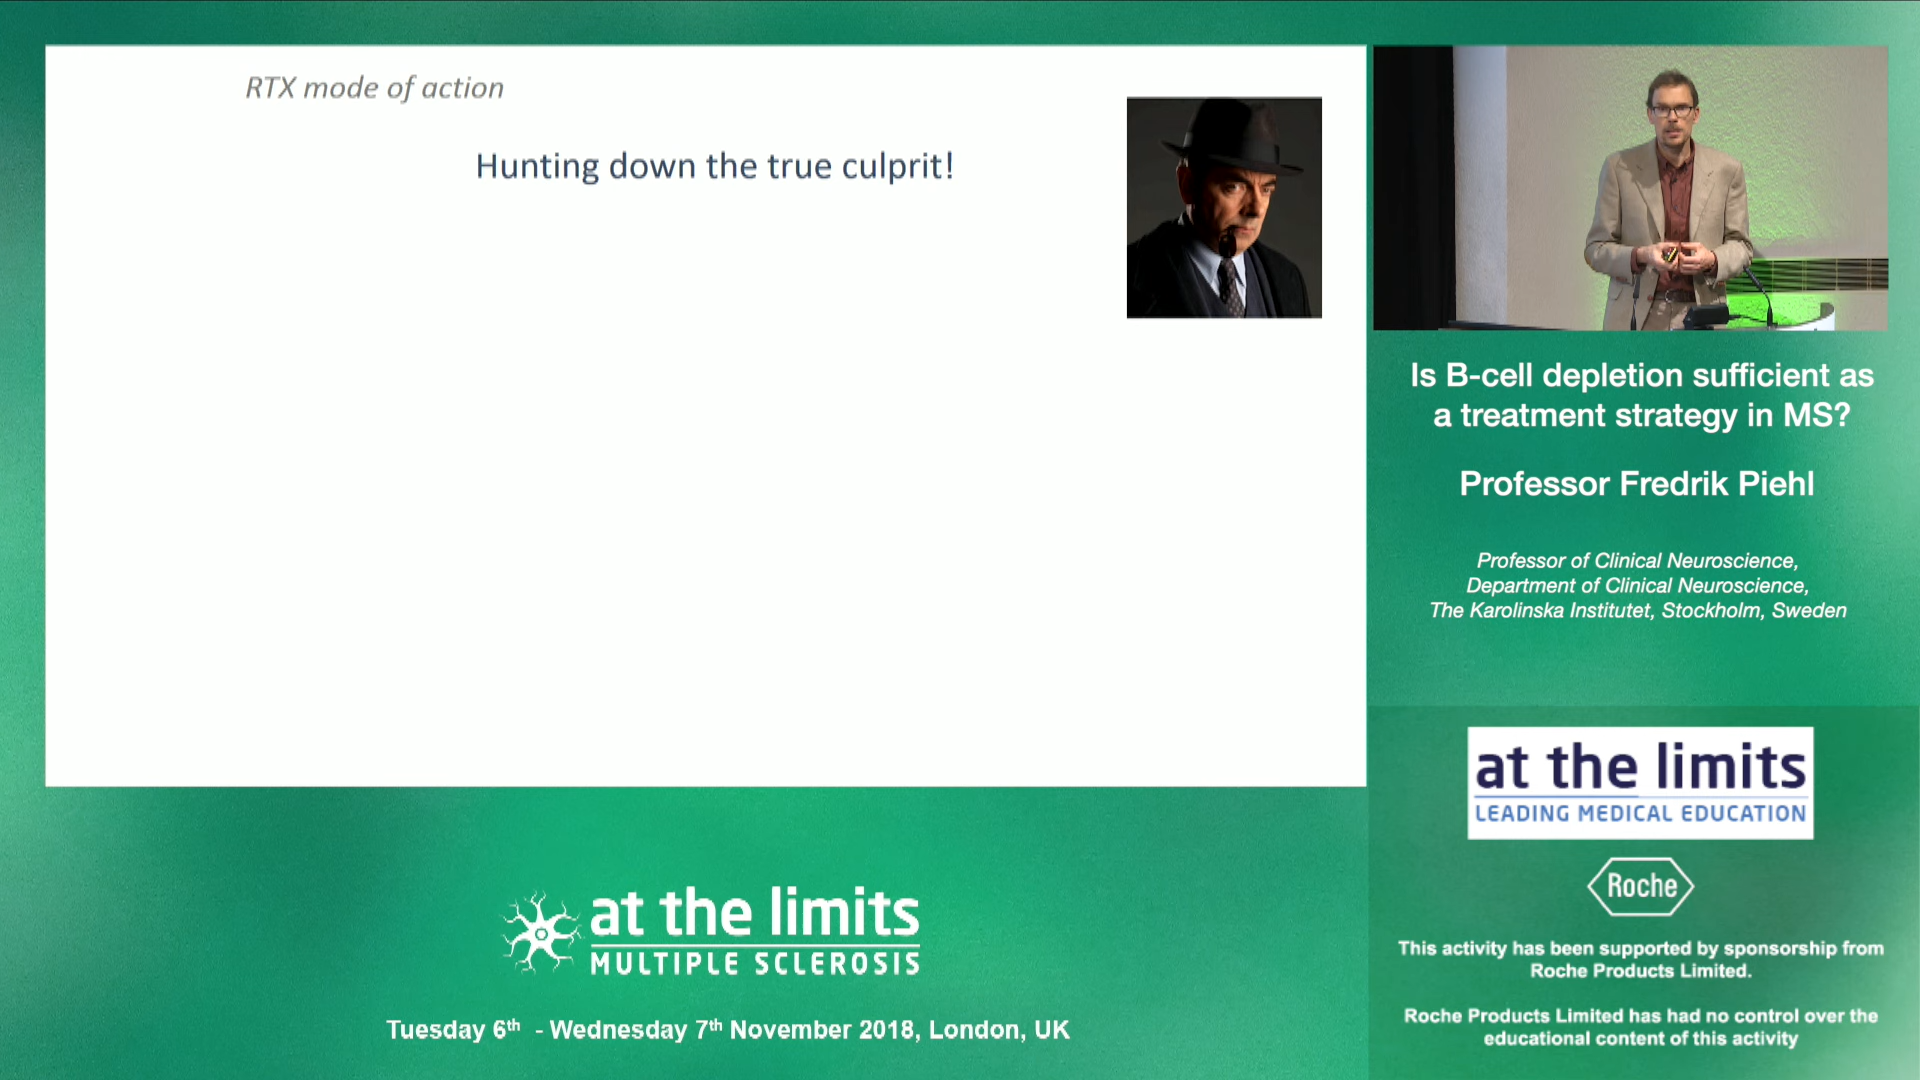 RTX mode of action
Hunting down the true culprit!
Is B-cell depletion sufficient as
a treatment strategy in MS?
Professor Fredrik Piehl
Professor of Clinical Neuroscience,
Department of Clinical Neuroscience,
The Karolinska Institutet, Stockholm, Sweden
at the limits
LEADING MEDICAL EDUCATION
Roche
This activity has been supported by sponsorship from
Roche Products Limited.
Roche Products Limited has had no control over the
educational content of this activity
at the limits
MULTIPLE SCLEROSIS
Tuesday 6th - Wednesday 7th November 2018, London, UK